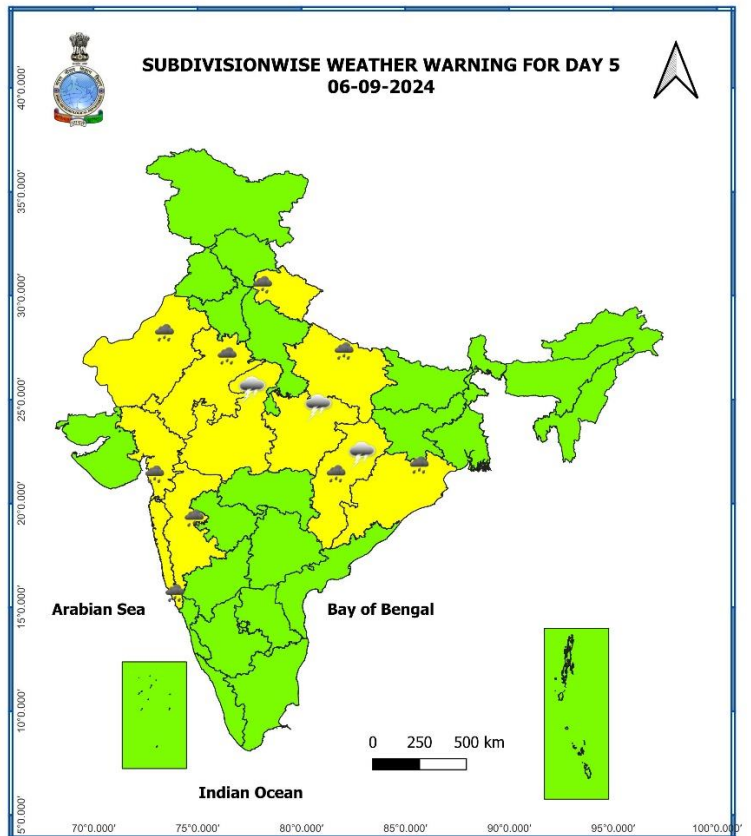 SUBDIVISIONWISE WEATHER WARNING FOR DAY 5
06-09-2024
40°0.000'
35°0.000'
30°0.000'
25°0.000'
20°0.000'
15°0.000'
10°0.000'
5°0.000'
Arabian Sea
Bay of Bengal
0 250 500 km
Indian Ocean
70°0.000' 75°0.000' 80°0.000' 85°0.000' 90°0.000' 95°0.000' 100°0.000'